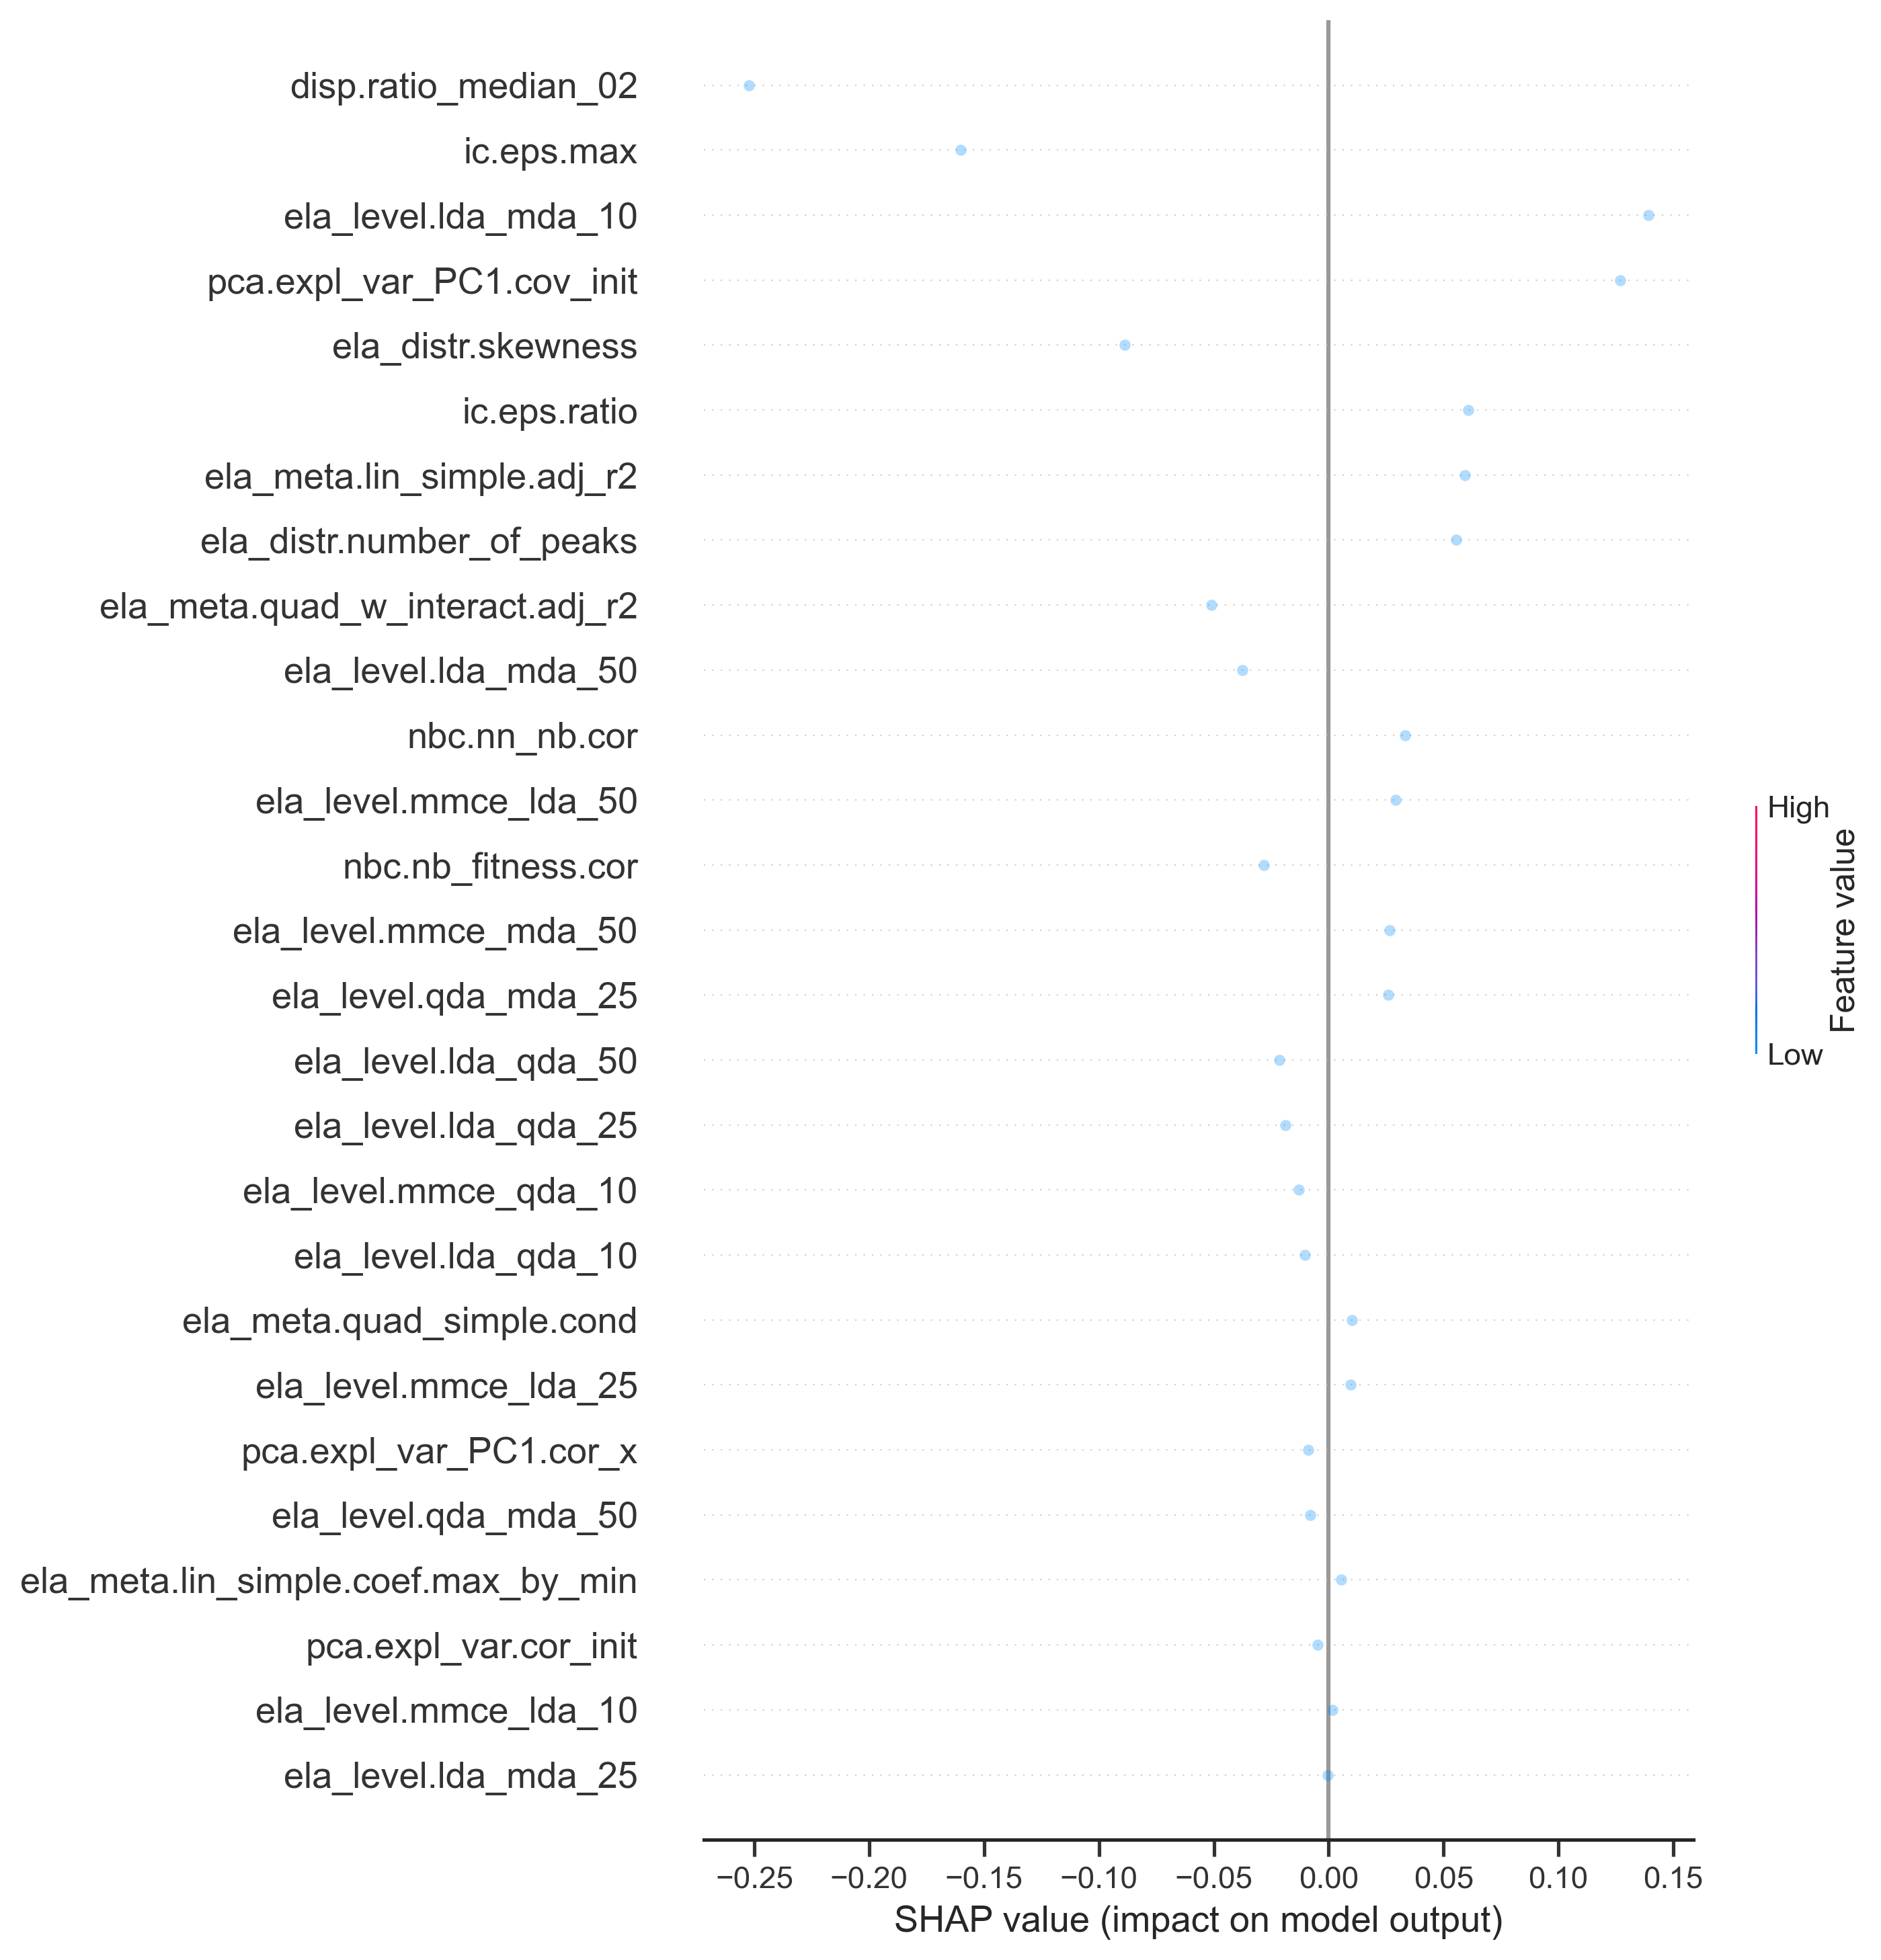 disp.ratio_median_02
ic.eps.max
ela_level.lda_mda_10
pca.expl_var_PC1.cov_init
ela_distr.skewness
ic.eps.ratio
ela_meta.lin_simple.adj_r2
ela_distr.number_of_peaks
ela_meta.quad_w_interact.adj_r2
ela_level.lda_mda_50
nbc.nn_nb.cor
ela_level.mmce_lda_50
nbc.nb_fitness.cor
ela_level.mmce_mda_50
ela_level.qda_mda_25
ela_level.lda_qda_50
ela_level.lda_qda_25
ela_level.mmce_qda_10
ela_level.lda_qda_10
ela_meta.quad_simple.cond
ela_level.mmce_lda_25
pca.expl_var_PC1.cor_x
ela_level.qda_mda_50
ela_meta.lin_simple.coef.max_by_min
pca.expl_var.cor_init
ela_level.mmce_lda_10
ela_level.lda_mda_25
−0.25 −0.20 −0.15 −0.10 −0.05 0.00 0.05 0.10 0.15
SHAP value (impact on model output)
High
Feature value
Low